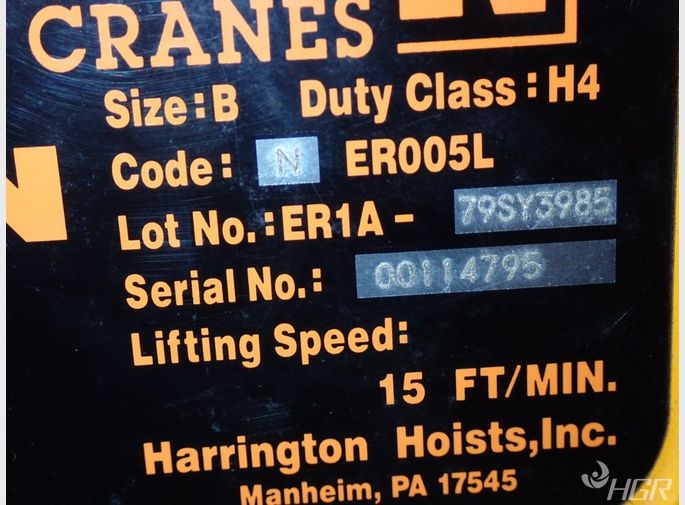 CRANES
Size:B Duty Class:H4
Code: N ER005L
Lot No.:ER1A- 79SY3985
Serial No.: 00114795
Lifting Speed:
15 FT/MIN.
Harrington Hoists,Inc.
Manheim, PA 17545
HGR